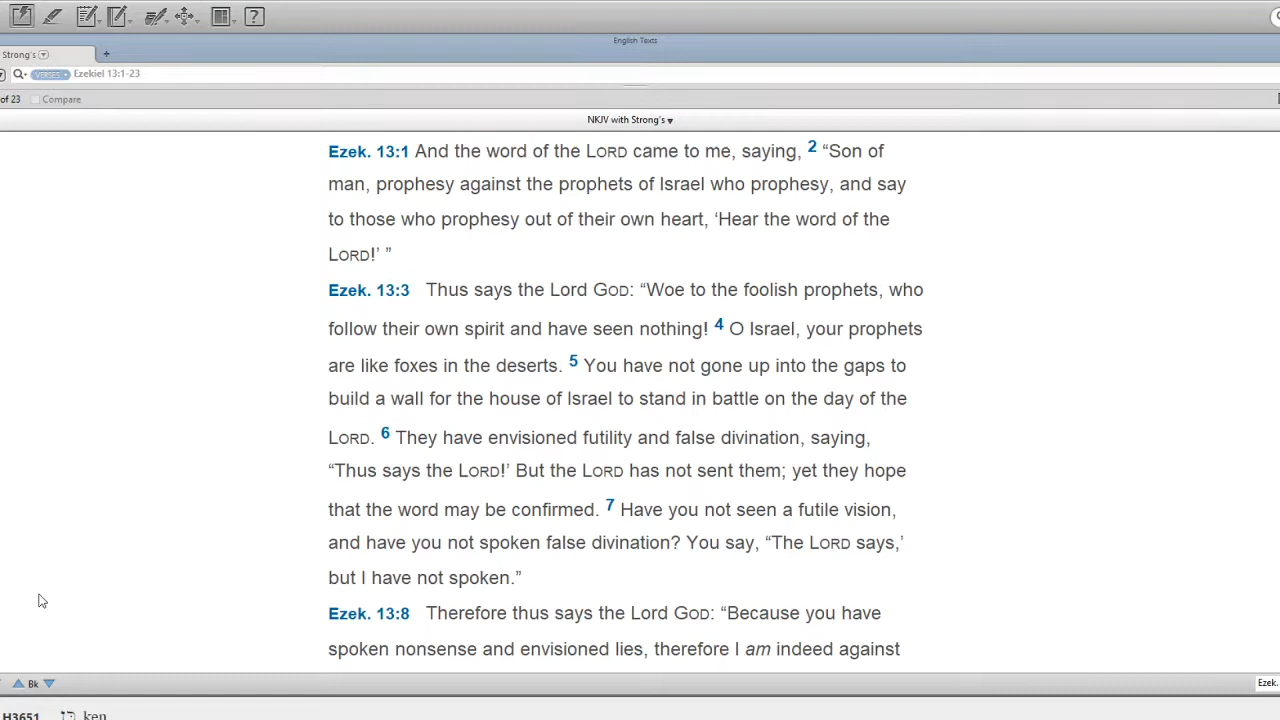 English Texts
Strong's
+
VERSES Ezekiel 13:1-23
of 23 Compare
NKJV with Strong's
Ezek. 13:1 And the word of the LORD came to me, saying, 2 “Son of
man, prophesy against the prophets of Israel who prophesy, and say
to those who prophesy out of their own heart, ‘Hear the word of the
LORD!’ ”
Ezek. 13:3 Thus says the Lord GOD: “Woe to the foolish prophets, who
follow their own spirit and have seen nothing! 4 O Israel, your prophets
are like foxes in the deserts. 5 You have not gone up into the gaps to
build a wall for the house of Israel to stand in battle on the day of the
LORD. 6 They have envisioned futility and false divination, saying,
“Thus says the LORD!’ But the LORD has not sent them; yet they hope
that the word may be confirmed. 7 Have you not seen a futile vision,
and have you not spoken false divination? You say, “The LORD says,’
but I have not spoken.”
Ezek. 13:8 Therefore thus says the Lord GOD: “Because you have
spoken nonsense and envisioned lies, therefore I am indeed against
Bk
Ezek.
H3651 ken